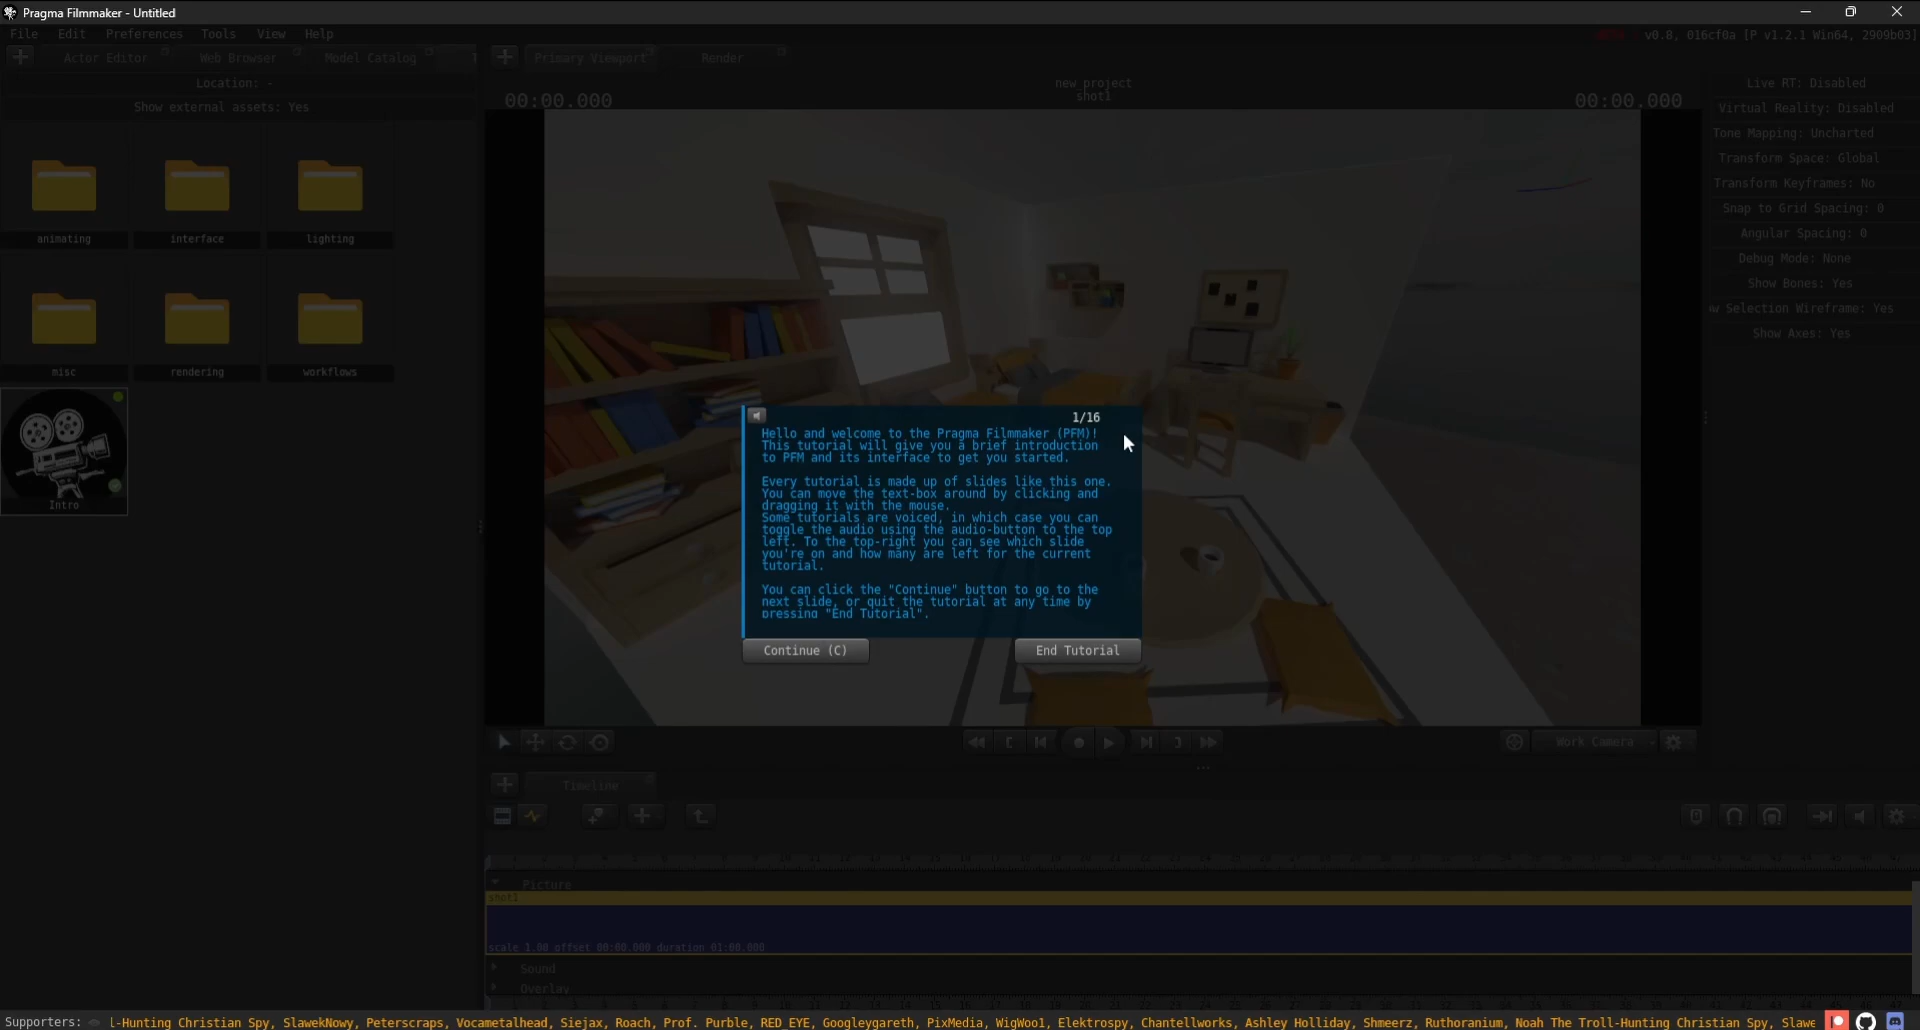 Pragma Filmmaker - Untitled
File Edit Preferences Tools View Help
v0.8, 016cf0a [P v1.2.1 Win64, 2909b03]
Actor Editor Web Browser Model Catalog
Primary Viewport Render
Location: -
Show external assets: Yes
animating interface lighting
misc rendering workflows
Intro
new_project
shot1
00:00.000
00:00.000
Live RT: Disabled
Virtual Reality: Disabled
Tone Mapping: Uncharted
Transform Space: Global
Transform Keyframes: No
Snap to Grid Spacing: 0
Angular Spacing: 0
Debug Mode: None
Show Bones: Yes
w Selection Wireframe: Yes
Show Axes: Yes
1/16
Hello and welcome to the Pragma Filmmaker (PFM)!
This tutorial will give you a brief introduction
to PFM and its interface to get you started.
Every tutorial is made up of slides like this one.
You can move the text-box around by clicking and
dragging it with the mouse.
Some tutorials are voiced, in which case you can
toggle the audio using the audio-button to the top
left. To the top-right you can see which slide
you're on and how many are left for the current
tutorial.
You can click the "Continue" button to go to the
next slide, or quit the tutorial at any time by
pressing "End Tutorial".
Continue (C) End Tutorial
Work Camera
Timeline
Picture
shot1
scale 1.00 offset 00:00.000 duration 01:00.000
Sound
Overlay
Supporters: l-Hunting Christian Spy, SlawekNowy, Peterscraps, Vocametalhead, Siejax, Roach, Prof. Purble, RED_EYE, Googleygareth, PixMedia, WigWoo1, Elektrospy, Chantellworks, Ashley Holliday, Shmeerz, Ruthoranium, Noah The Troll-Hunting Christian Spy, Slawe